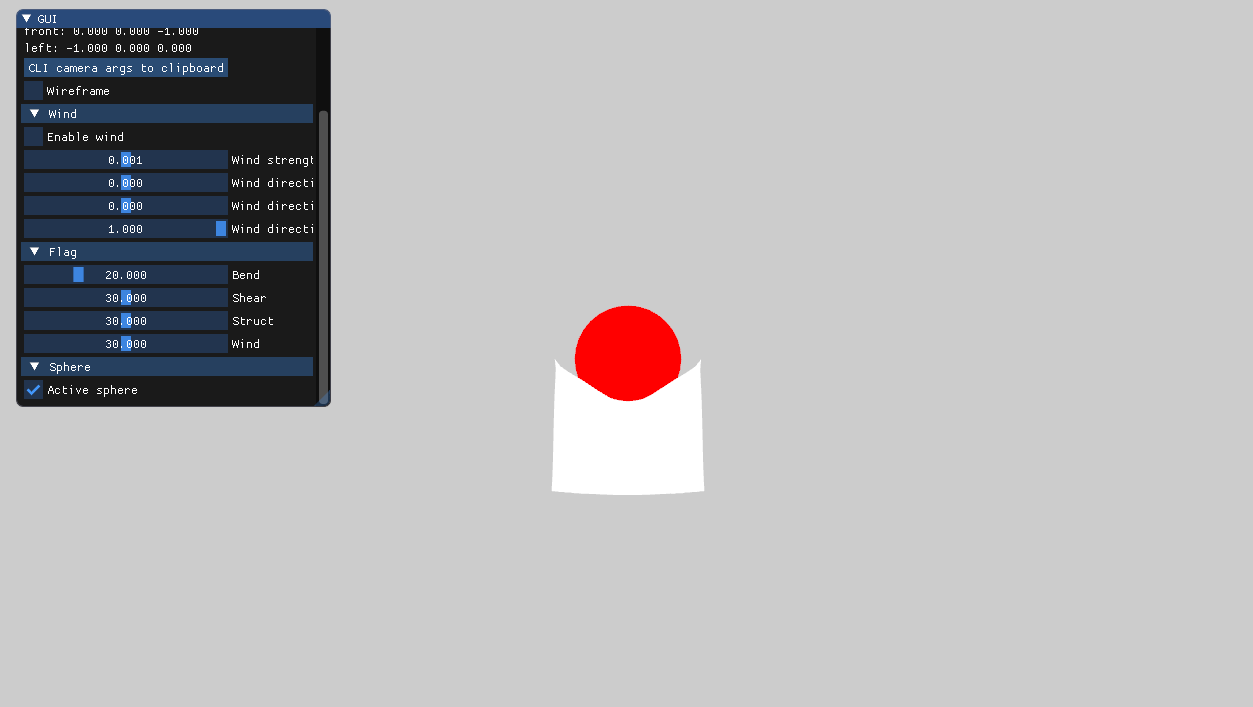 GUI
front: 0.000 0.000 -1.000
left: -1.000 0.000 0.000
CLI camera args to clipboard
Wireframe
Wind
Enable wind
0.001 Wind strengt
0.000 Wind directi
0.000 Wind directi
1.000 Wind directi
Flag
20.000 Bend
30.000 Shear
30.000 Struct
30.000 Wind
Sphere
Active sphere